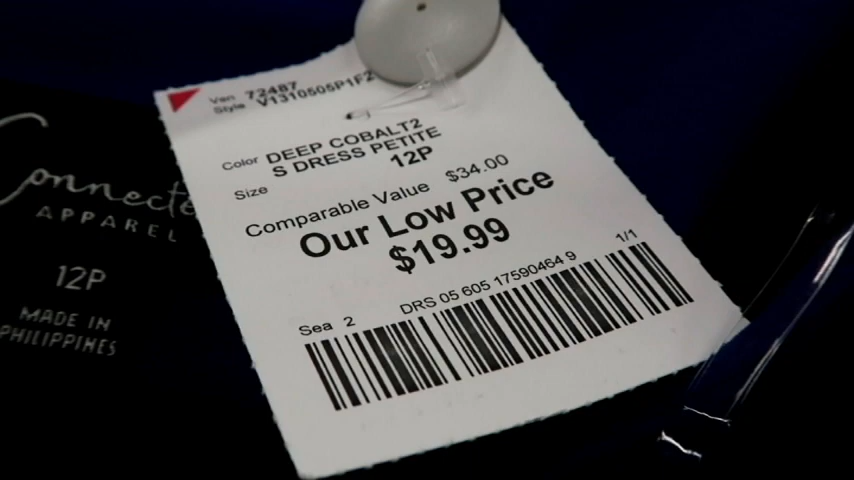 Ven 72487
Style V1310505P1FZ
Color DEEP COBALT2
S DRESS PETITE
Size 12P
Comparable Value $34.00
Our Low Price
$19.99
Sea 2 DRS 05 605 17590464 9 1/1
APPAREL
12P
MADE IN
PHILIPPINES